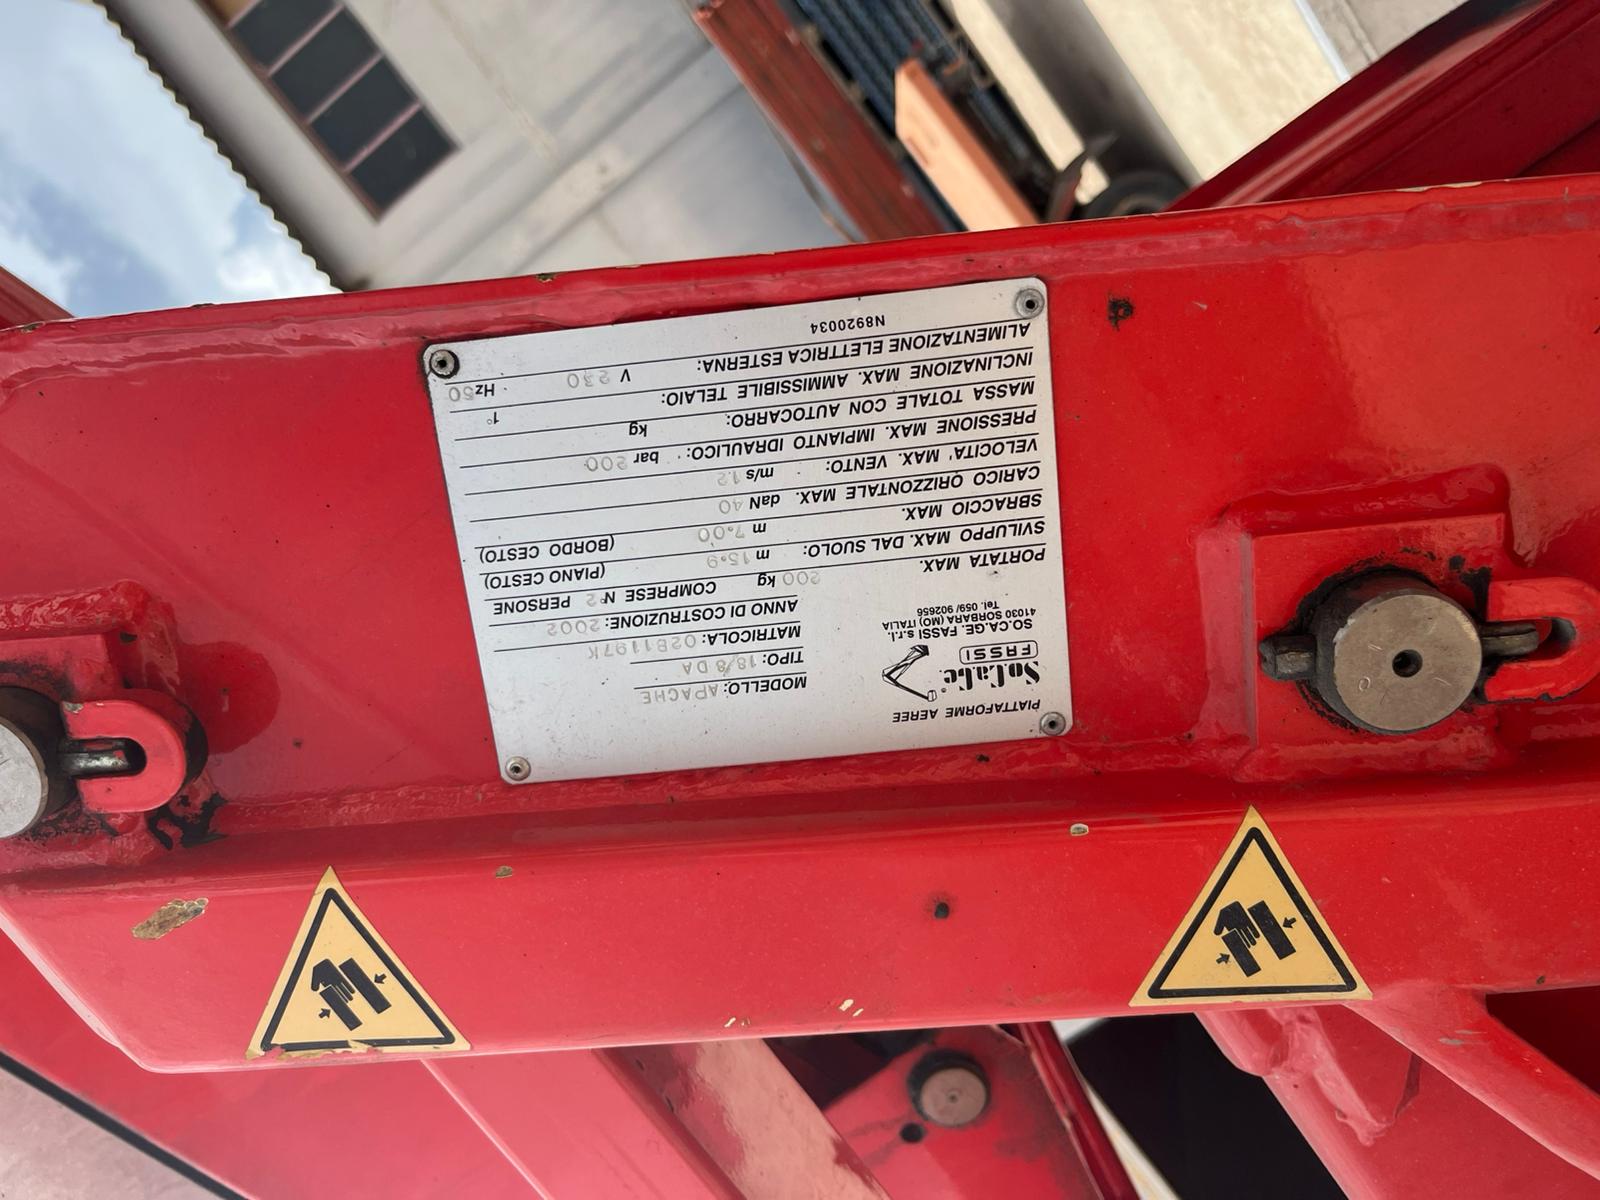 PIATTAFORME AEREE
SoCaGe®
FASSI
SO.CA.GE. FASSI s.r.l.
41030 SORBARA (MO) ITALIA
Tel. 059/ 902656
MODELLO: APACHE
TIPO: 18/8 DA
MATRICOLA: 02B1197K
ANNO DI COSTRUZIONE: 2002
PORTATA MAX. 200 kg COMPRESE N° 2 PERSONE
SVILUPPO MAX. DAL SUOLO: m 15.9 (PIANO CESTO)
SBRACCIO MAX. m 7.00 (BORDO CESTO)
CARICO ORIZZONTALE MAX. daN 40
VELOCITA' MAX. VENTO: m/s 12
PRESSIONE MAX. IMPIANTO IDRAULICO: bar 200
MASSA TOTALE CON AUTOCARRO: kg
INCLINAZIONE MAX. AMMISSIBILE TELAIO: 1°
ALIMENTAZIONE ELETTRICA ESTERNA: V 230 Hz 50
N8920034